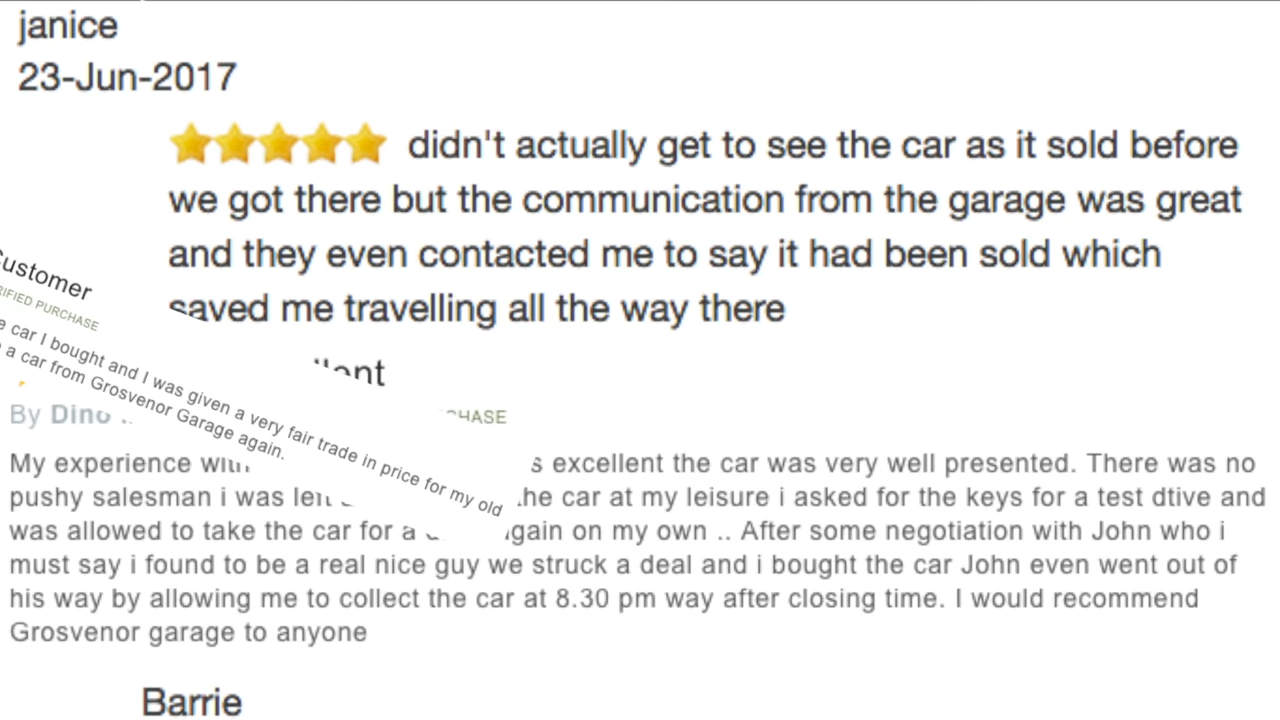 janice
23-Jun-2017
didn't actually get to see the car as it sold before
we got there but the communication from the garage was great
and they even contacted me to say it had been sold which
saved me travelling all the way there
Customer
RIFIED PURCHASE
car I bought and I was given a very fair trade in price for my old
a car from Grosvenor Garage again.
By Dino
My experience with excellent the car was very well presented. There was no
pushy salesman i was the car at my leisure i asked for the keys for a test dtive and
was allowed to take the car for a gain on my own .. After some negotiation with John who i
must say i found to be a real nice guy we struck a deal and i bought the car John even went out of
his way by allowing me to collect the car at 8.30 pm way after closing time. I would recommend
Grosvenor garage to anyone
Barrie